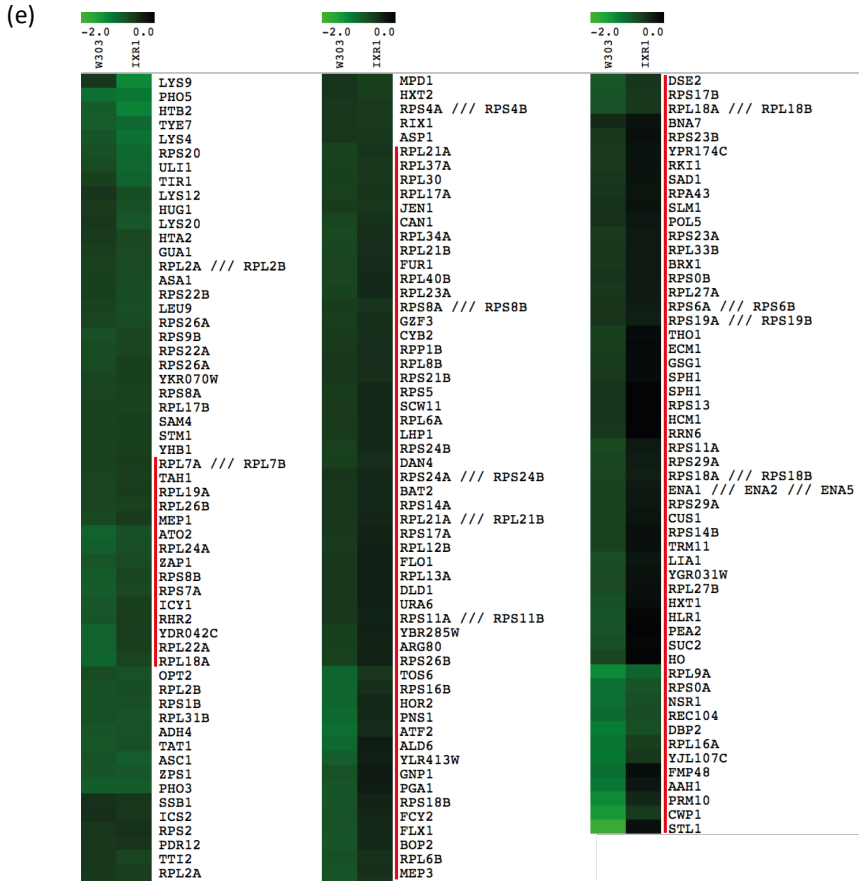 (e)
-2.0 0.0
W303 IXR1
LYS9
PHO5
HTB2
TYE7
LYS4
RPS20
ULI1
TIR1
LYS12
HUG1
LYS20
HTA2
GUA1
RPL2A /// RPL2B
ASA1
RPS22B
LEU9
RPS26A
RPS9B
RPS22A
RPS26A
YKR070W
RPS8A
RPL17B
SAM4
STM1
YHB1
RPL7A /// RPL7B
TAH1
RPL19A
RPL26B
MEP1
ATO2
RPL24A
ZAP1
RPS8B
RPS7A
ICY1
RHR2
YDR042C
RPL22A
RPL18A
OPT2
RPL2B
RPS1B
RPL31B
ADH4
TAT1
ASC1
ZPS1
PHO3
SSB1
ICS2
RPS2
PDR12
TTI2
RPL2A
-2.0 0.0
W303 IXR1
MPD1
HXT2
RPS4A /// RPS4B
RIX1
ASP1
RPL21A
RPL37A
RPL30
RPL17A
JEN1
CAN1
RPL34A
RPL21B
FUR1
RPL40B
RPL23A
RPS8A /// RPS8B
GZF3
CYB2
RPP1B
RPL8B
RPS21B
RPS5
SCW11
RPL6A
LHP1
RPS24B
DAN4
RPS24A /// RPS24B
BAT2
RPS14A
RPL21A /// RPL21B
RPS17A
RPL12B
FLO1
RPL13A
DLD1
URA6
RPS11A /// RPS11B
YBR285W
ARG80
RPS26B
TOS6
RPS16B
HOR2
PNS1
ATF2
ALD6
YLR413W
GNP1
PGA1
RPS18B
FCY2
FLX1
BOP2
RPL6B
MEP3
-2.0 0.0
W303 IXR1
DSE2
RPS17B
RPL18A /// RPL18B
BNA7
RPS23B
YPR174C
RKI1
SAD1
RPA43
SLM1
POL5
RPS23A
RPL33B
BRX1
RPS0B
RPL27A
RPS6A /// RPS6B
RPS19A /// RPS19B
THO1
ECM1
GSG1
SPH1
SPH1
RPS13
HCM1
RRN6
RPS11A
RPS29A
RPS18A /// RPS18B
ENA1 /// ENA2 /// ENA5
RPS29A
CUS1
RPS14B
TRM11
LIA1
YGR031W
RPL27B
HXT1
HLR1
PEA2
SUC2
HO
RPL9A
RPS0A
NSR1
REC104
DBP2
RPL16A
YJL107C
FMP48
AAH1
PRM10
CWP1
STL1